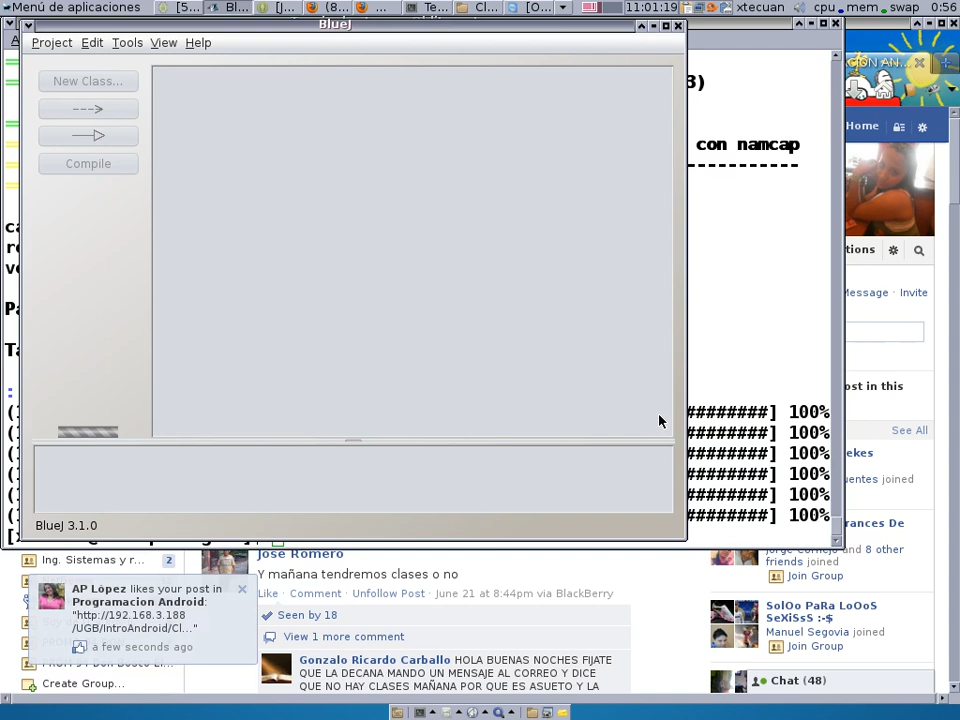 Menú de aplicaciones
[5...
Bl...
[J...
(8...
...
Te...
Cl...
[O...
11:01:19
xtecuan
cpu
mem
swap
0:56
BlueJ
Project Edit Tools View Help
New Class...
Compile
BlueJ 3.1.0
3)
con namcap
-----------
########] 100%
########] 100%
########] 100%
########] 100%
########] 100%
########] 100%
Home
Message · Invite
ost in this
See All
ekes
uentes joined
rances De
Jorge Cornejo and 8 other
friends joined
Join Group
SolOo PaRa LoOoS
SeXiSsS :-$
Manuel Segovia joined
Join Group
Chat (48)
Ing. Sistemas y r... 2
AP López likes your post in
Programacion Android:
"http://192.168.3.188
/UGB/IntroAndroid/Cl..."
a few seconds ago
Create Group...
Jose Romero
Y mañana tendremos clases o no
Like · Comment · Unfollow Post · June 21 at 8:44pm via BlackBerry
Seen by 18
View 1 more comment
Gonzalo Ricardo Carballo HOLA BUENAS NOCHES FIJATE
QUE LA DECANA MANDO UN MENSAJE AL CORREO Y DICE
QUE NO HAY CLASES MAÑANA POR QUE ES ASUETO Y LA